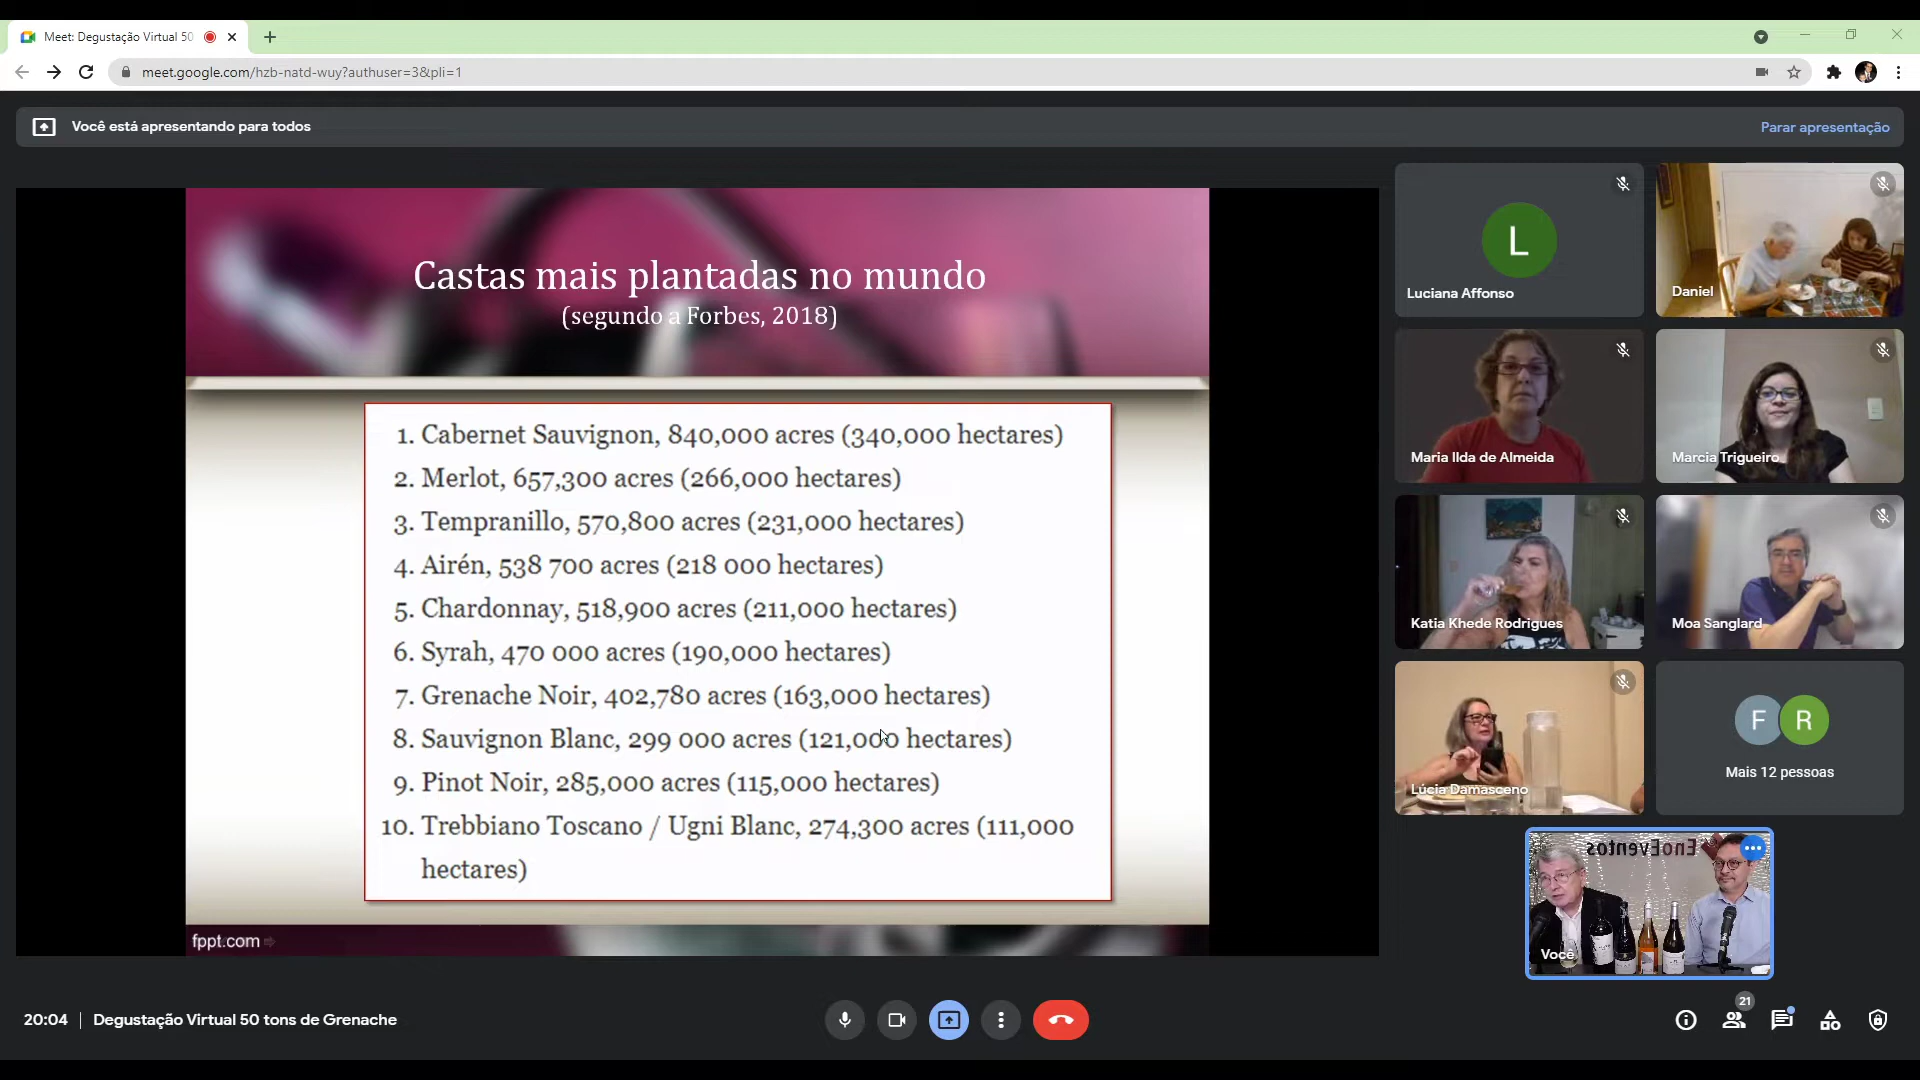 Meet: Degustação Virtual 50
meet.google.com/hzb-natd-wuy?authuser=3&pli=1
Você está apresentando para todos
Parar apresentação
Castas mais plantadas no mundo
(segundo a Forbes, 2018)
1. Cabernet Sauvignon, 840,000 acres (340,000 hectares)
2. Merlot, 657,300 acres (266,000 hectares)
3. Tempranillo, 570,800 acres (231,000 hectares)
4. Airén, 538 700 acres (218 000 hectares)
5. Chardonnay, 518,900 acres (211,000 hectares)
6. Syrah, 470 000 acres (190,000 hectares)
7. Grenache Noir, 402,780 acres (163,000 hectares)
8. Sauvignon Blanc, 299 000 acres (121,000 hectares)
9. Pinot Noir, 285,000 acres (115,000 hectares)
10. Trebbiano Toscano / Ugni Blanc, 274,300 acres (111,000
hectares)
fppt.com
L
Luciana Affonso
Daniel
Maria Ilda de Almeida
Marcia Trigueiro
Katia Khede Rodrigues
Moa Sanglard
Lúcia Damasceno
F R
Mais 12 pessoas
EnoEventos
Você
20:04 | Degustação Virtual 50 tons de Grenache
21